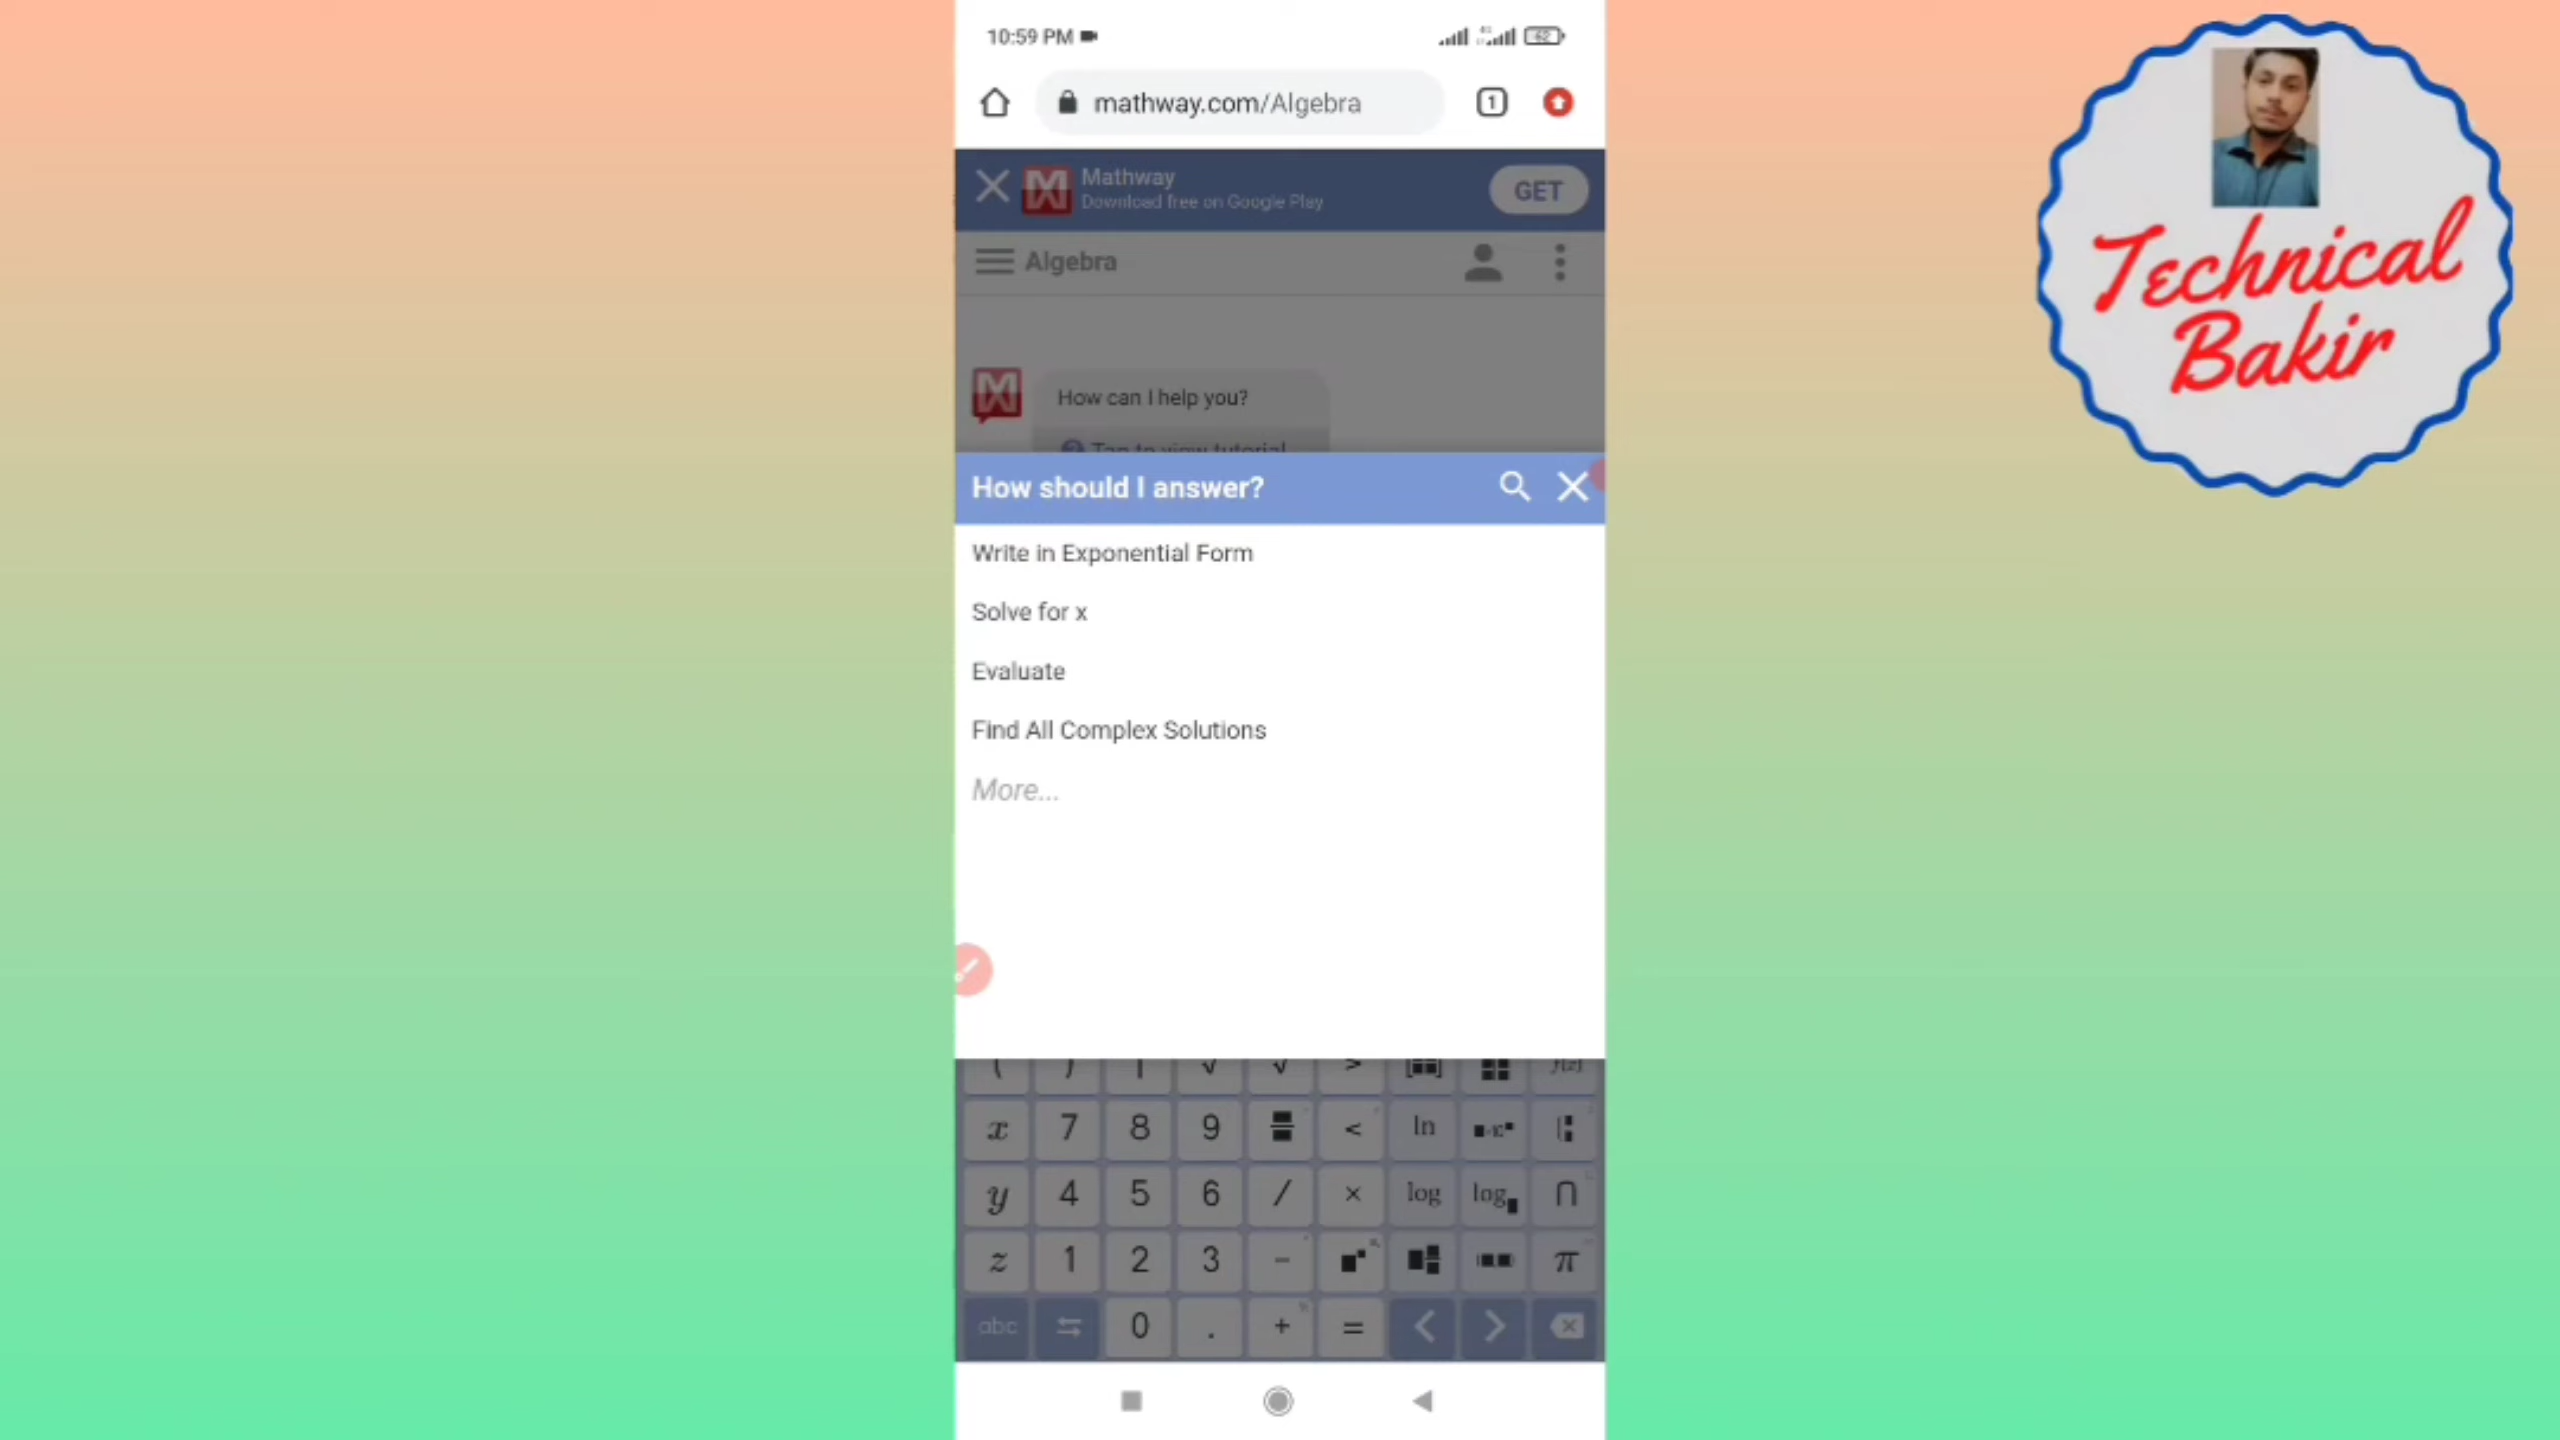 10:59 PM
62
mathway.com/Algebra
1
Mathway
Download free on Google Play
GET
Algebra
How can I help you?
Tap to view tutorial
How should I answer?
Write in Exponential Form
Solve for x
Evaluate
Find All Complex Solutions
More...
( ) | √ √ > f(x)
x 7 8 9 < ln
y 4 5 6 / × log log ∩
z 1 2 3 − π
abc 0 . + = < >
Technical
Bakir